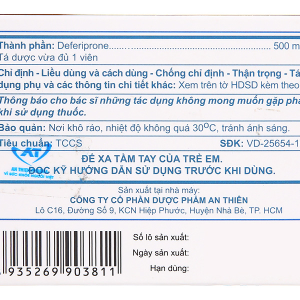 Thành phần: Deferiprone 500 m
Tá dược vừa đủ 1 viên
Chỉ định - Liều dùng và cách dùng - Chống chỉ định - Thận trọng - Tá
dụng phụ và các thông tin chi tiết khác: Xem trên tờ HDSD kèm theo
Thông báo cho bác sĩ những tác dụng không mong muốn gặp phả
khi sử dụng thuốc.
Bảo quản: Nơi khô ráo, nhiệt độ không quá 30°C, tránh ánh sáng.
Tiêu chuẩn: TCCS SĐK: VD-25654-1
ĐỂ XA TẦM TAY CỦA TRẺ EM.
ĐỌC KỸ HƯỚNG DẪN SỬ DỤNG TRƯỚC KHI DÙNG.
Sản xuất tại nhà máy:
CÔNG TY CỔ PHẦN DƯỢC PHẨM AN THIÊN
Lô C16, Đường Số 9, KCN Hiệp Phước, Huyện Nhà Bè, TP. HCM
Số lô sản xuất:
Ngày sản xuất:
Hạn dùng:
935269 903811